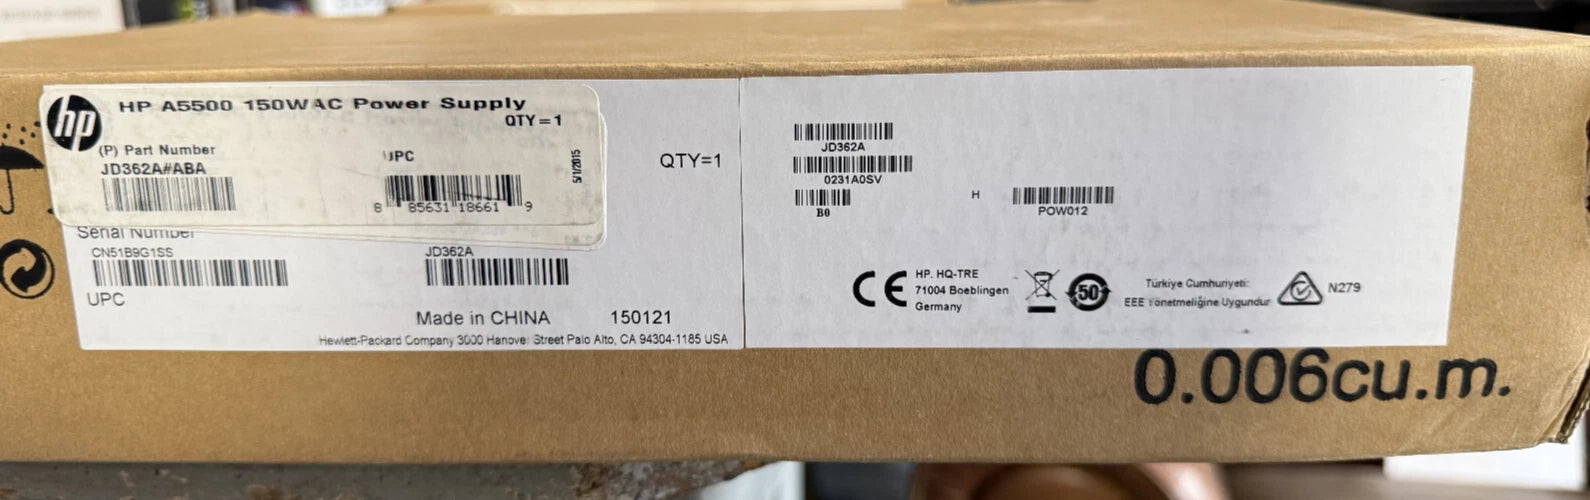 hp
HP A5500 150WAC Power Supply
QTY=1
(P) Part Number
JD362A#ABA
UPC
8 85631 18661 9
5/1/2015
QTY=1
Serial Number
CN51B9G1SS
JD362A
UPC
Made in CHINA 150121
Hewlett-Packard Company 3000 Hanover Street Palo Alto, CA 94304-1185 USA
JD362A
0231A0SV
B0
H
POW012
CE
HP. HQ-TRE
71004 Boeblingen
Germany
50
Türkiye Cumhuriyeti:
EEE Yönetmeliğine Uygundur
N279
0.006cu.m.